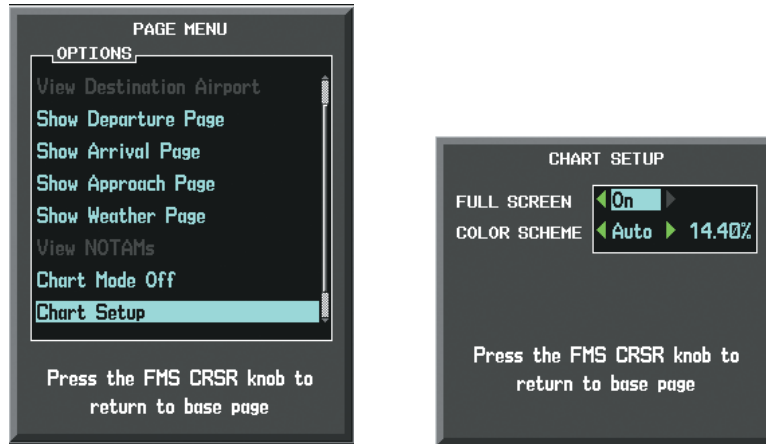 PAGE MENU
OPTIONS
View Destination Airport
Show Departure Page
Show Arrival Page
Show Approach Page
Show Weather Page
View NOTAMs
Chart Mode Off
Chart Setup
Press the FMS CRSR knob to
return to base page
CHART SETUP
FULL SCREEN On
COLOR SCHEME Auto 14.40%
Press the FMS CRSR knob to
return to base page